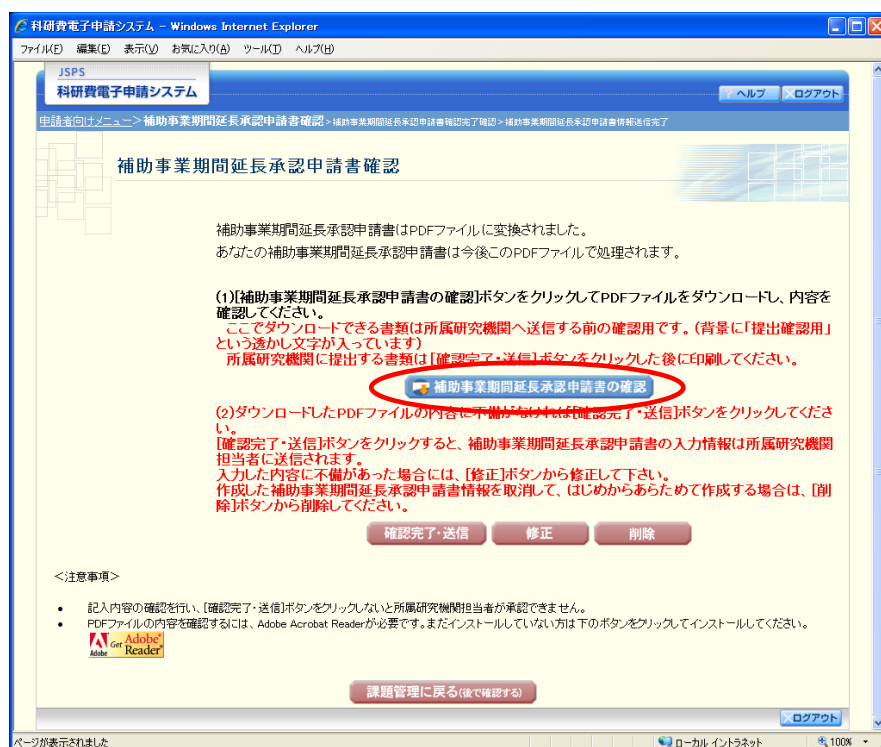 科研費電子申請システム - Windows Internet Explorer
ファイル(F) 編集(E) 表示(V) お気に入り(A) ツール(T) ヘルプ(H)
JSPS
科研費電子申請システム
ヘルプ ログアウト
申請者向けメニュー>補助事業期間延長承認申請書確認>補助事業期間延長承認申請書確認完了確認>補助事業期間延長承認申請書情報送信完了
補助事業期間延長承認申請書確認
補助事業期間延長承認申請書はPDFファイルに変換されました。
あなたの補助事業期間延長承認申請書は今後このPDFファイルで処理されます。
(1)[補助事業期間延長承認申請書の確認]ボタンをクリックしてPDFファイルをダウンロードし、内容を
確認してください。
ここでダウンロードできる書類は所属研究機関へ送信する前の確認用です。(背景に「提出確認用」
という透かし文字が入っています)
所属研究機関に提出する書類は[確認完了・送信]ボタンをクリックした後に印刷してください。
補助事業期間延長承認申請書の確認
(2)ダウンロードしたPDFファイルの内容に不備がなければ[確認完了・送信]ボタンをクリックしてくださ
い。
[確認完了・送信]ボタンをクリックすると、補助事業期間延長承認申請書の入力情報は所属研究機関
担当者に送信されます。
入力した内容に不備があった場合には、[修正]ボタンから修正して下さい。
作成した補助事業期間延長承認申請書情報を取消して、はじめからあらためて作成する場合は、[削
除]ボタンから削除してください。
確認完了・送信 修正 削除
<注意事項>
• 記入内容の確認を行い、[確認完了・送信]ボタンをクリックしないと所属研究機関担当者が承認できません。
• PDFファイルの内容を確認するには、Adobe Acrobat Readerが必要です。まだインストールしていない方は下のボタンをクリックしてインストールしてください。
Adobe Get Adobe® Reader®
課題管理に戻る(後で確認する)
ログアウト
ページが表示されました ローカル イントラネット 100%